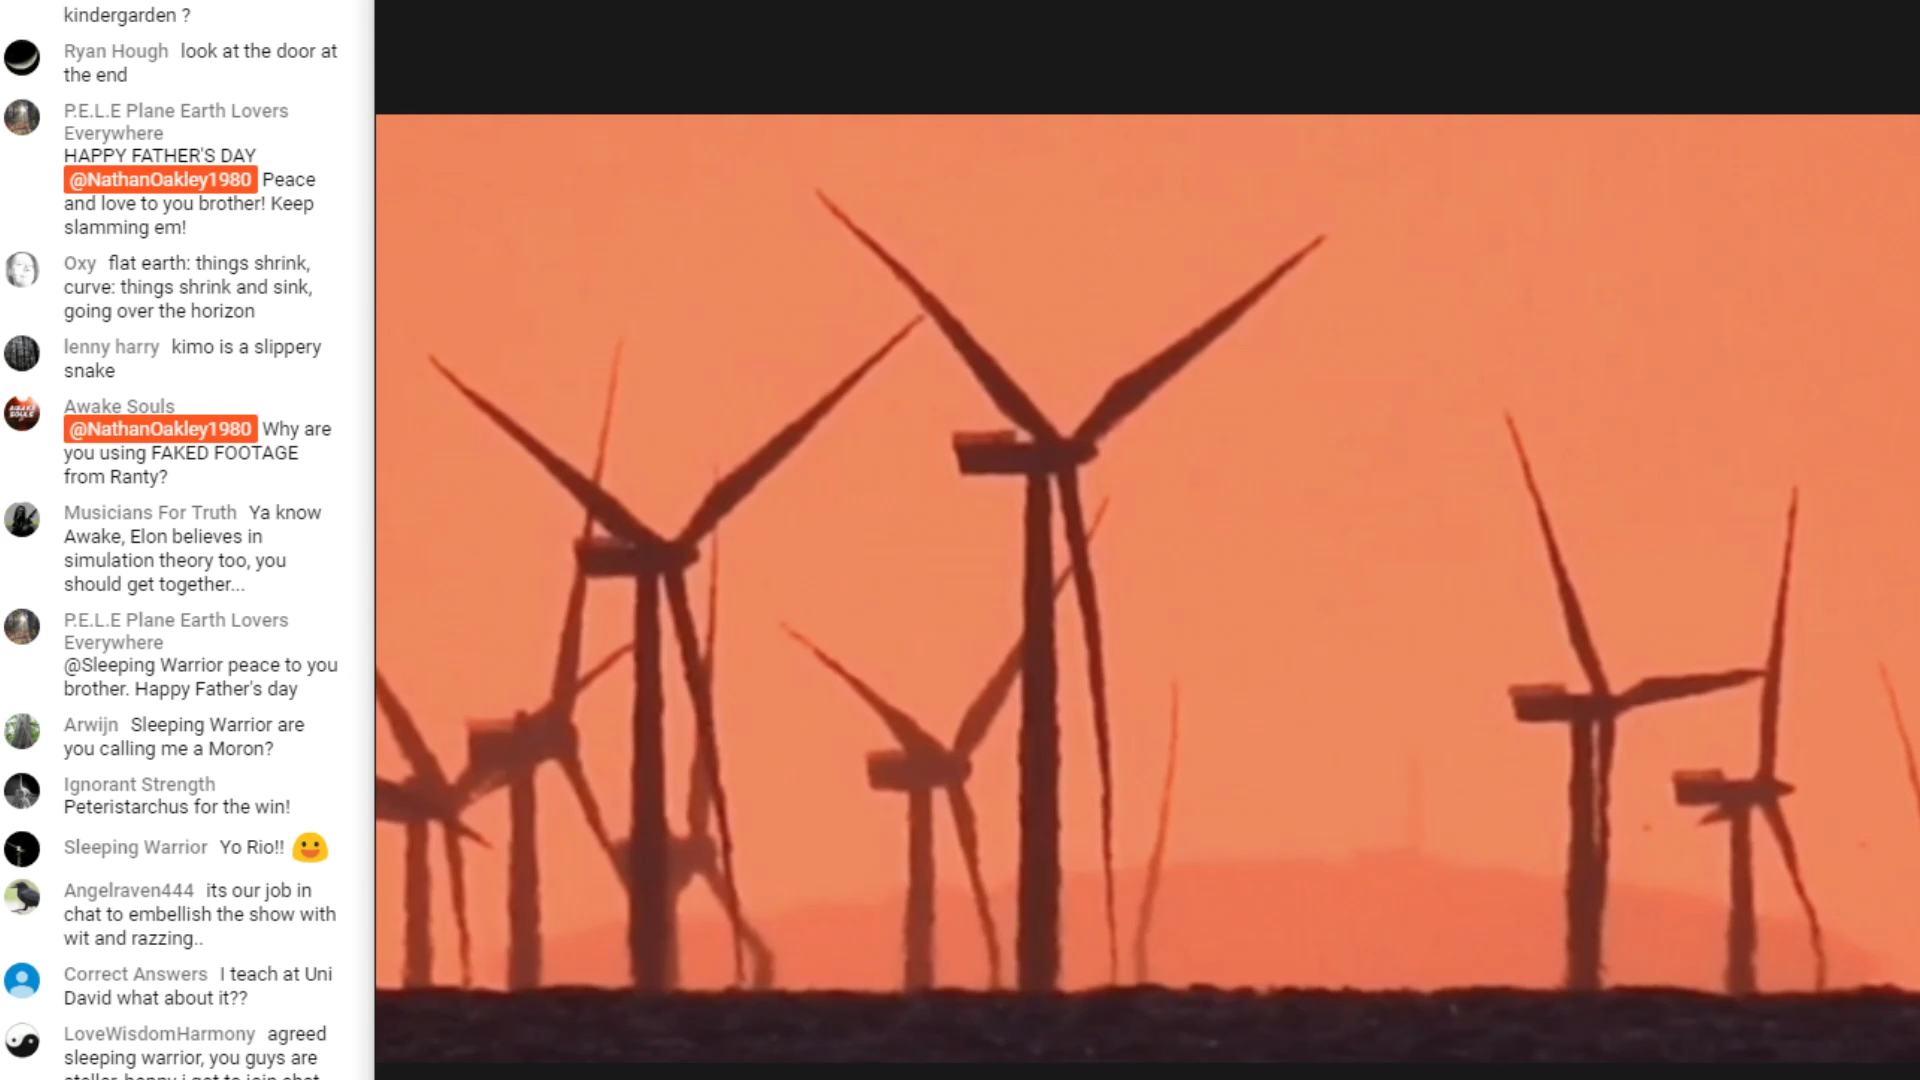 kindergarden ?
Ryan Hough look at the door at
the end
P.E.L.E Plane Earth Lovers
Everywhere
HAPPY FATHER'S DAY
@NathanOakley1980 Peace
and love to you brother! Keep
slamming em!
Oxy flat earth: things shrink,
curve: things shrink and sink,
going over the horizon
lenny harry kimo is a slippery
snake
Awake Souls
@NathanOakley1980 Why are
you using FAKED FOOTAGE
from Ranty?
Musicians For Truth Ya know
Awake, Elon believes in
simulation theory too, you
should get together...
P.E.L.E Plane Earth Lovers
Everywhere
@Sleeping Warrior peace to you
brother. Happy Father's day
Arwijn Sleeping Warrior are
you calling me a Moron?
Ignorant Strength
Peteristarchus for the win!
Sleeping Warrior Yo Rio!!
Angelraven444 its our job in
chat to embellish the show with
wit and razzing..
Correct Answers I teach at Uni
David what about it??
LoveWisdomHarmony agreed
sleeping warrior, you guys are